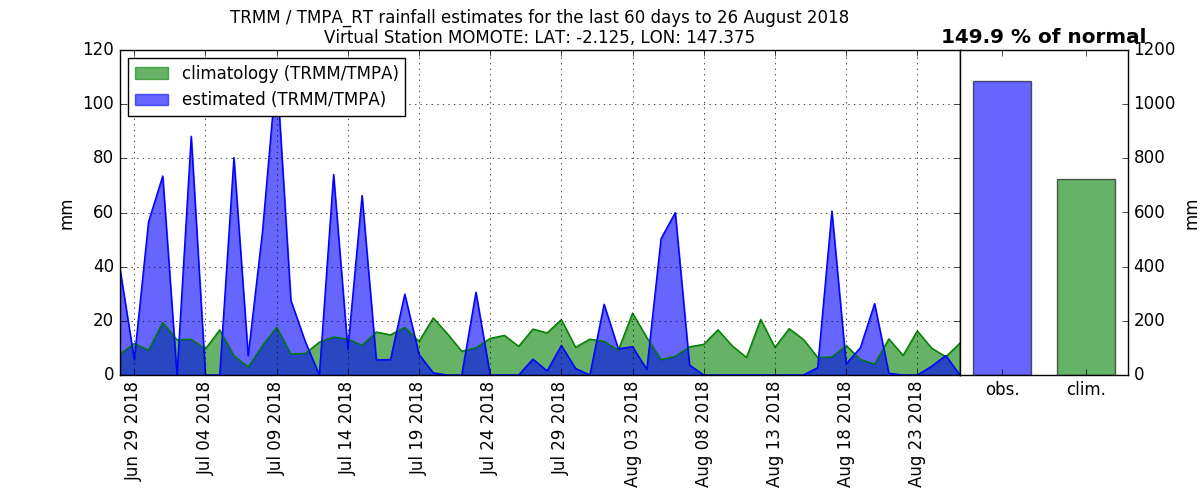 TRMM / TMPA_RT rainfall estimates for the last 60 days to 26 August 2018
Virtual Station MOMOTE: LAT: -2.125, LON: 147.375
149.9 % of normal
climatology (TRMM/TMPA)
estimated (TRMM/TMPA)
120
100
80
60
40
20
0
mm
Jun 29 2018
Jul 04 2018
Jul 09 2018
Jul 14 2018
Jul 19 2018
Jul 24 2018
Jul 29 2018
Aug 03 2018
Aug 08 2018
Aug 13 2018
Aug 18 2018
Aug 23 2018
1200
1000
800
600
400
200
0
mm
obs.
clim.